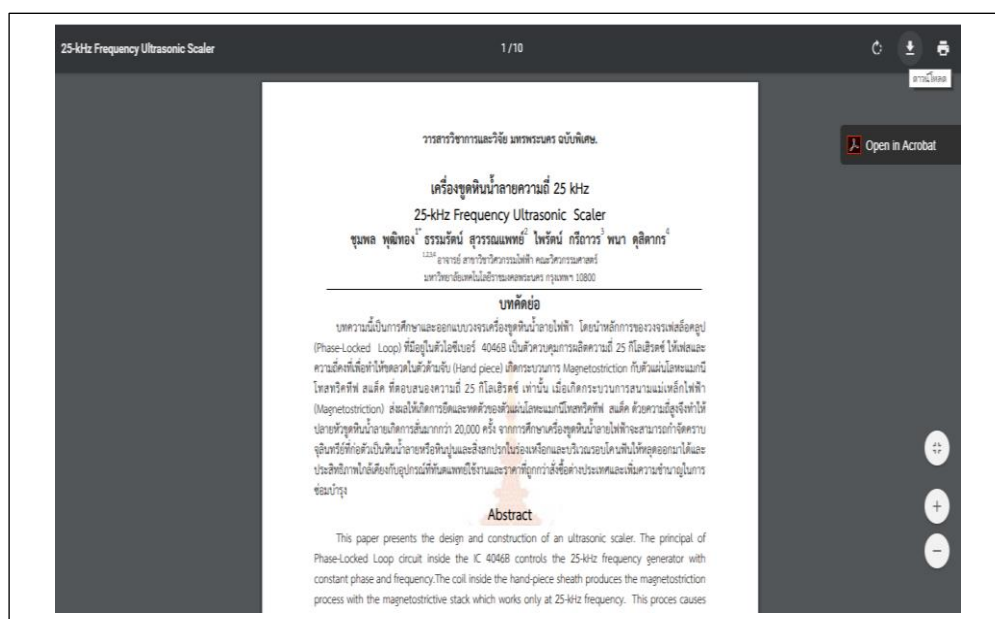 25-kHz Frequency Ultrasonic Scaler
1/10
ดาวน์โหลด
Open in Acrobat
วารสารวิชาการและวิจัย มทรพระนคร ฉบับพิเศษ.
เครื่องขูดหินน้ำลายความถี่ 25 kHz
25-kHz Frequency Ultrasonic Scaler
ชุมพล พุฒิทอง1* ธรรมรัตน์ สุวรรณแพทย์2 ไพรัตน์ กรีถาวร3 พนา ดุสิตากร4
1,2,3,4 อาจารย์ สาขาวิชาวิศวกรรมไฟฟ้า คณะวิศวกรรมศาสตร์
มหาวิทยาลัยเทคโนโลยีราชมงคลพระนคร กรุงเทพฯ 10800
บทคัดย่อ
บทความนี้เป็นการศึกษาและออกแบบวงจรเครื่องขูดหินน้ำลายไฟฟ้า โดยนำหลักการของวงจรเฟสล็อคลูป
(Phase-Locked Loop) ที่มีอยู่ในตัวไอซีเบอร์ 4046B เป็นตัวควบคุมการผลิตความถี่ 25 กิโลเฮิรตซ์ ให้เฟสและ
ความถี่คงที่เพื่อทำให้ขดลวดในตัวด้ามจับ (Hand piece) เกิดกระบวนการ Magnetostriction กับตัวแผ่นโลหะแมกนี
โทสทริคทีฟ สแต็ค ที่ตอบสนองความถี่ 25 กิโลเฮิรตซ์ เท่านั้น เมื่อเกิดกระบวนการสนามแม่เหล็กไฟฟ้า
(Magnetostriction) ส่งผลให้เกิดการยืดและหดตัวของตัวแผ่นโลหะแมกนีโทสทริคทีฟ สแต็ค ด้วยความถี่สูงจึงทำให้
ปลายหัวขูดหินน้ำลายเกิดการสั่นมากกว่า 20,000 ครั้ง จากการศึกษาเครื่องขูดหินน้ำลายไฟฟ้าจะสามารถกำจัดคราบ
จุลินทรีย์ที่ก่อตัวเป็นหินน้ำลายหรือหินปูนและสิ่งสกปรกในร่องเหงือกและบริเวณรอบโคนฟันให้หลุดออกมาได้และ
ประสิทธิภาพใกล้เคียงกับอุปกรณ์ที่ทันตแพทย์ใช้งานและราคาที่ถูกกว่าสั่งซื้อต่างประเทศและเพิ่มความชำนาญในการ
ซ่อมบำรุง
Abstract
This paper presents the design and construction of an ultrasonic scaler. The principal of
Phase-Locked Loop circuit inside the IC 4046B controls the 25-kHz frequency generator with
constant phase and frequency.The coil inside the hand-piece sheath produces the magnetostriction
process with the magnetostrictive stack which works only at 25-kHz frequency. This proces causes